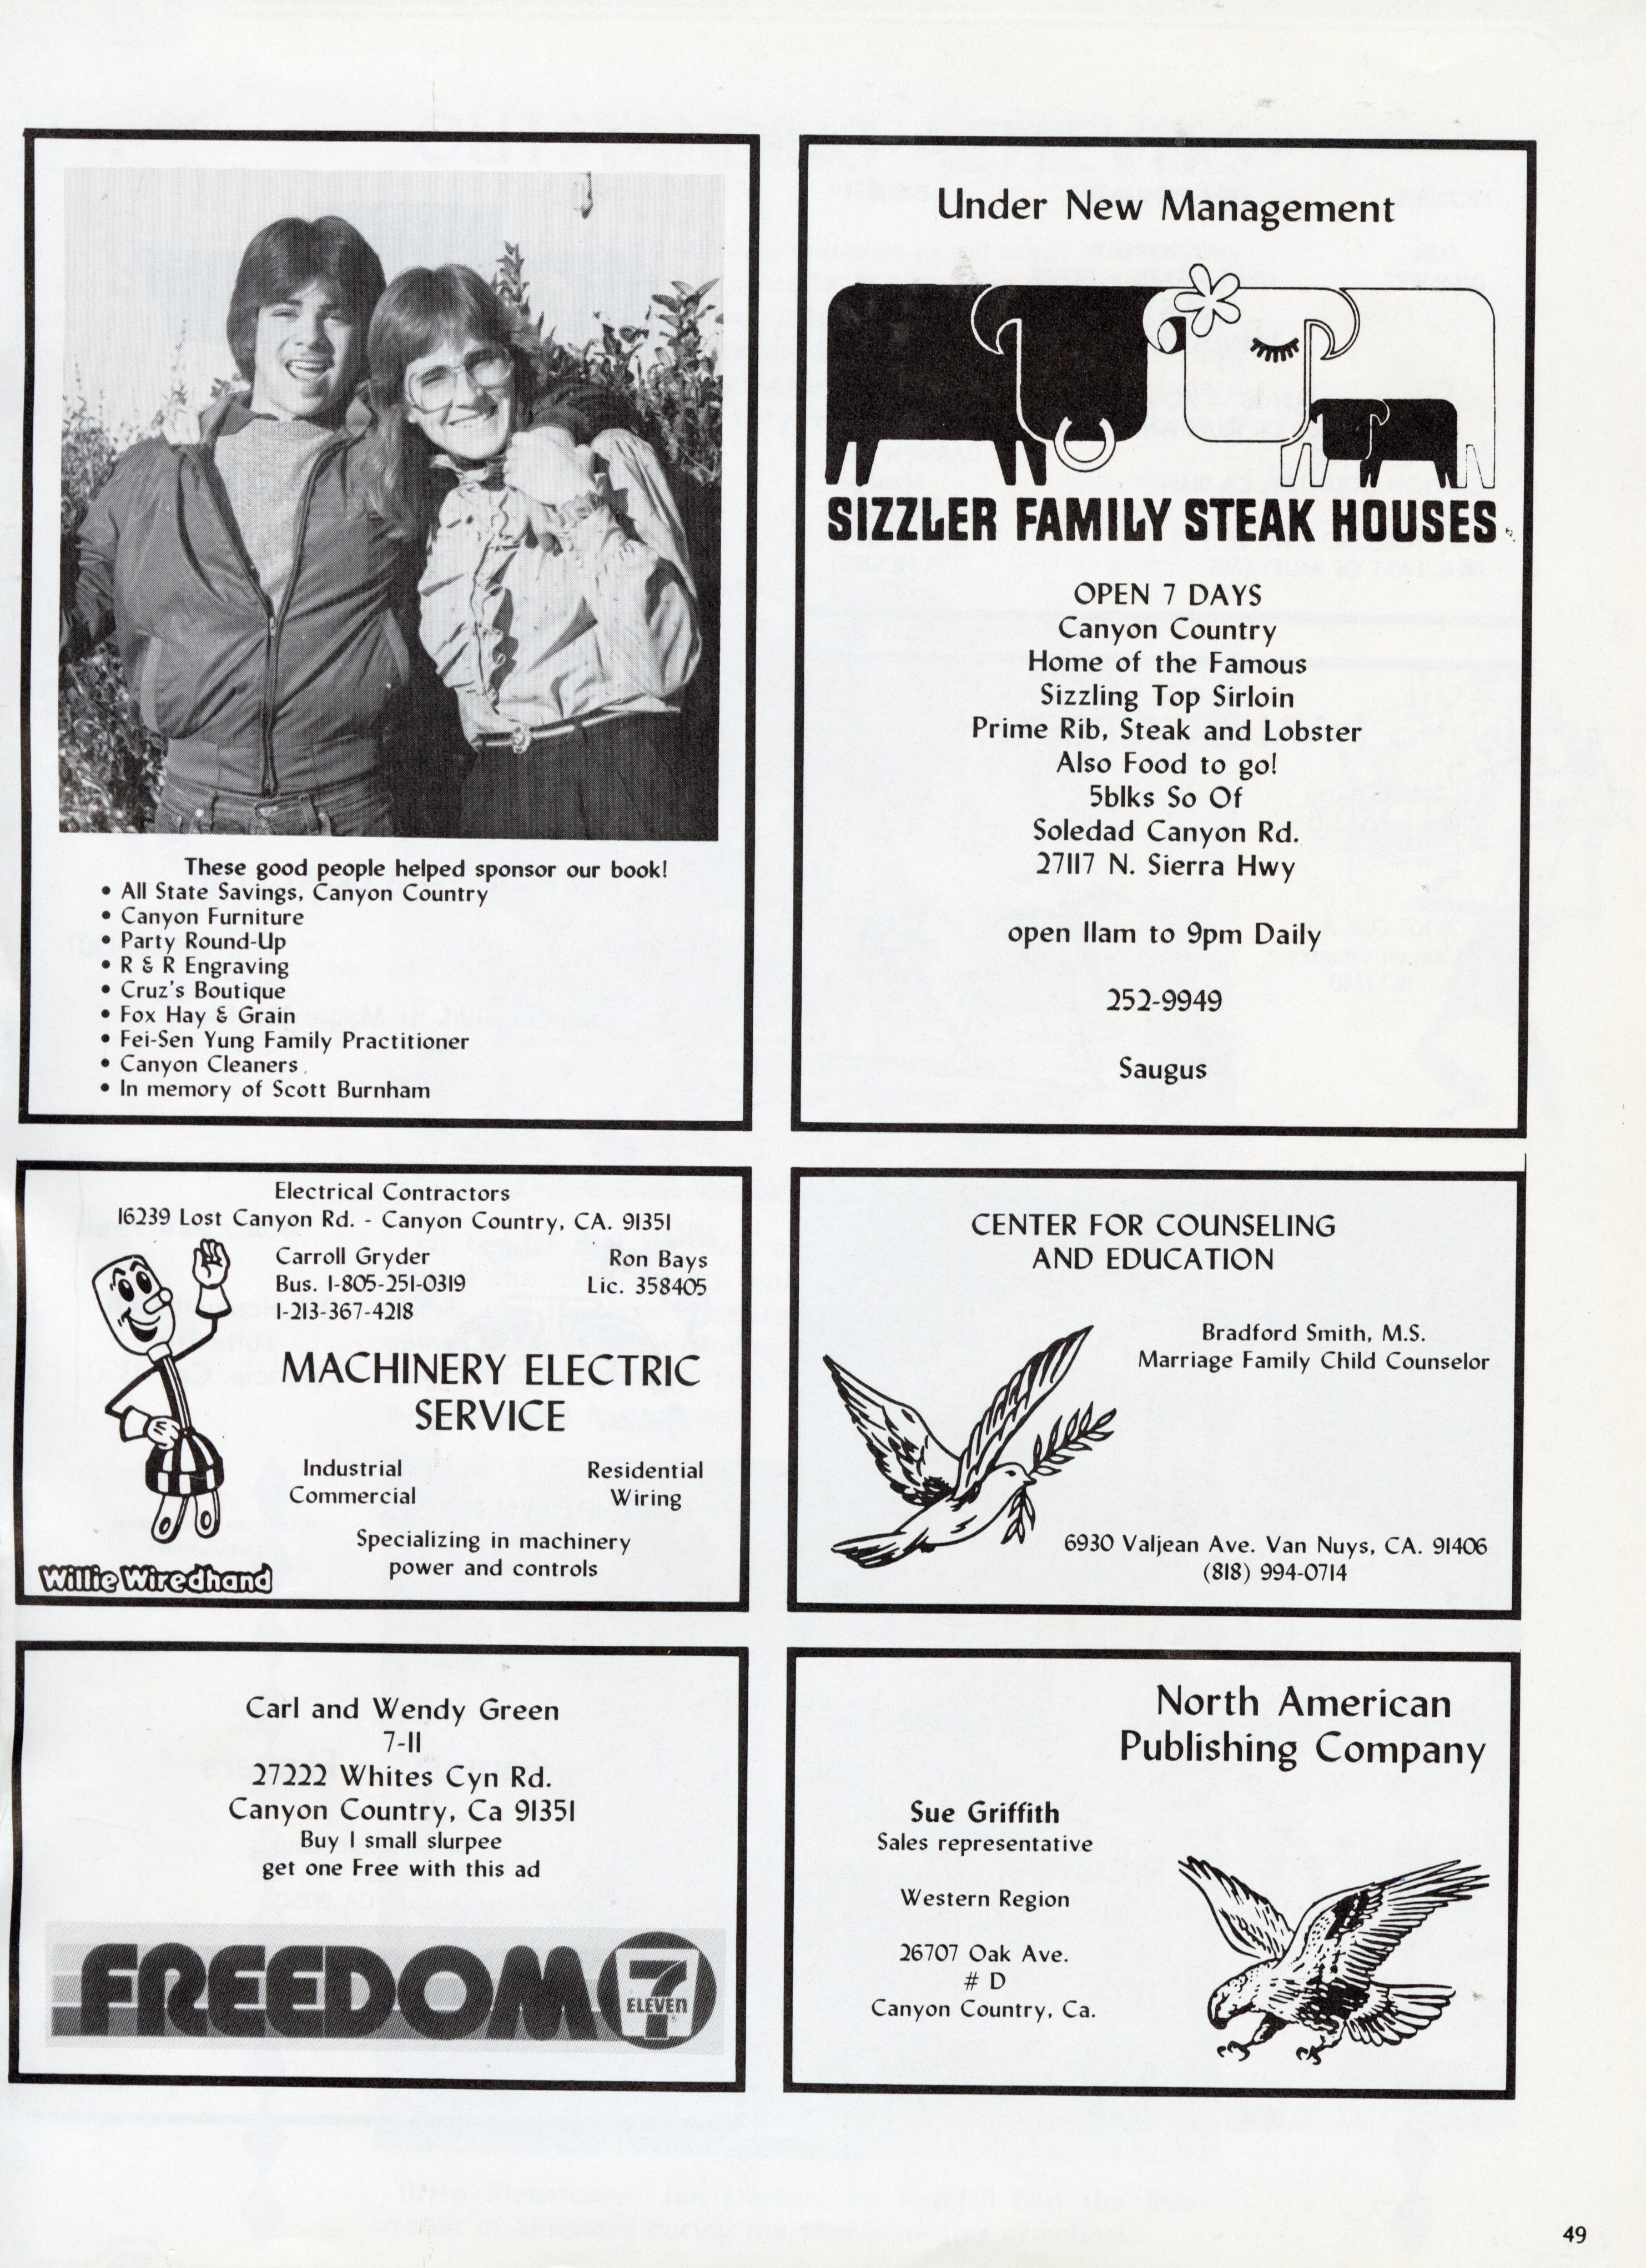 These good people helped sponsor our book!
• All State Savings, Canyon Country
• Canyon Furniture
• Party Round-Up
• R & R Engraving
• Cruz's Boutique
• Fox Hay & Grain
• Fei-Sen Yung Family Practitioner
• Canyon Cleaners
• In memory of Scott Burnham
Under New Management
SIZZLER FAMILY STEAK HOUSES
OPEN 7 DAYS
Canyon Country
Home of the Famous
Sizzling Top Sirloin
Prime Rib, Steak and Lobster
Also Food to go!
5blks So Of
Soledad Canyon Rd.
27117 N. Sierra Hwy
open 11am to 9pm Daily
252-9949
Saugus
Electrical Contractors
16239 Lost Canyon Rd. - Canyon Country, CA. 91351
Carroll Gryder
Bus. 1-805-251-0319
1-213-367-4218
Ron Bays
Lic. 358405
MACHINERY ELECTRIC
SERVICE
Industrial
Commercial
Residential
Wiring
Specializing in machinery
power and controls
Willie Wiredhand
CENTER FOR COUNSELING
AND EDUCATION
Bradford Smith, M.S.
Marriage Family Child Counselor
6930 Valjean Ave. Van Nuys, CA. 91406
(818) 994-0714
Carl and Wendy Green
7-11
27222 Whites Cyn Rd.
Canyon Country, Ca 91351
Buy 1 small slurpee
get one Free with this ad
FREEDOM
7
ELEVEn
North American
Publishing Company
Sue Griffith
Sales representative
Western Region
26707 Oak Ave.
# D
Canyon Country, Ca.
49